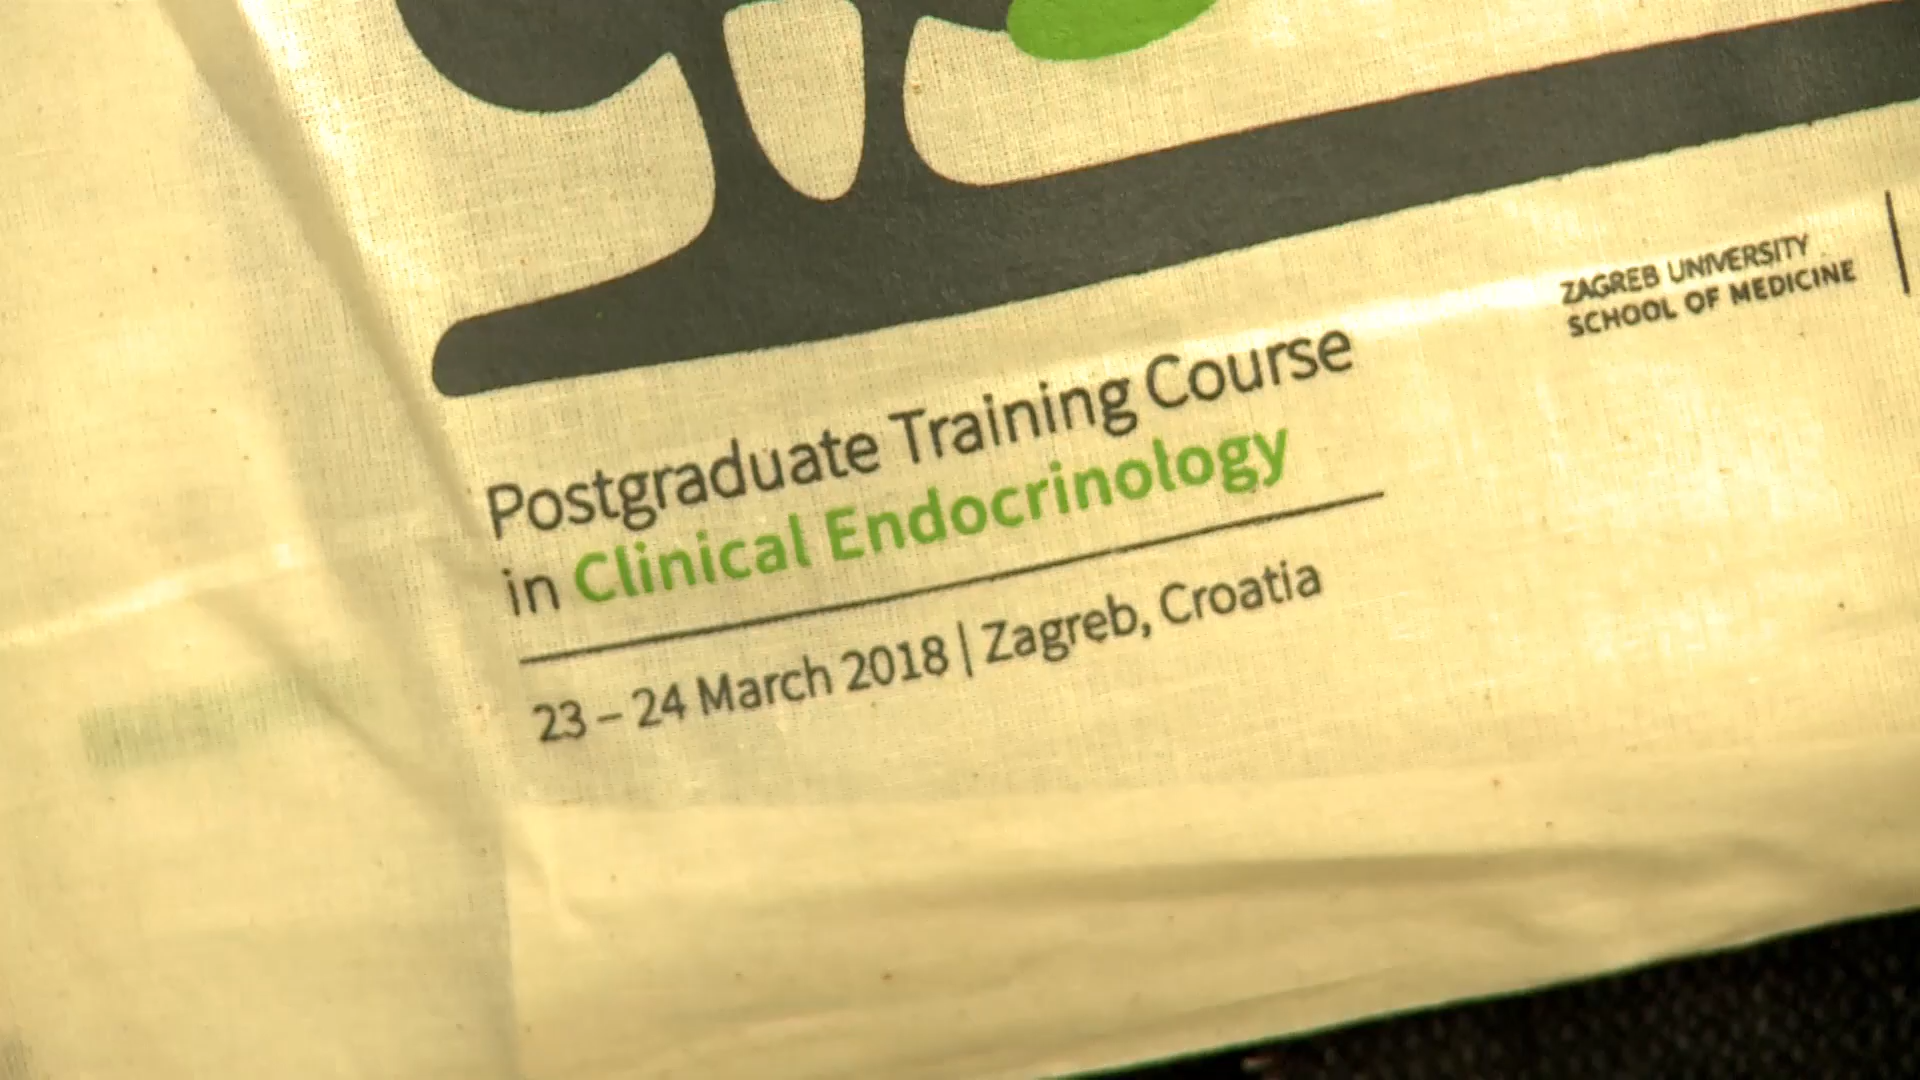 Postgraduate Training Course
in Clinical Endocrinology
23 – 24 March 2018 | Zagreb, Croatia
ZAGREB UNIVERSITY
SCHOOL OF MEDICINE